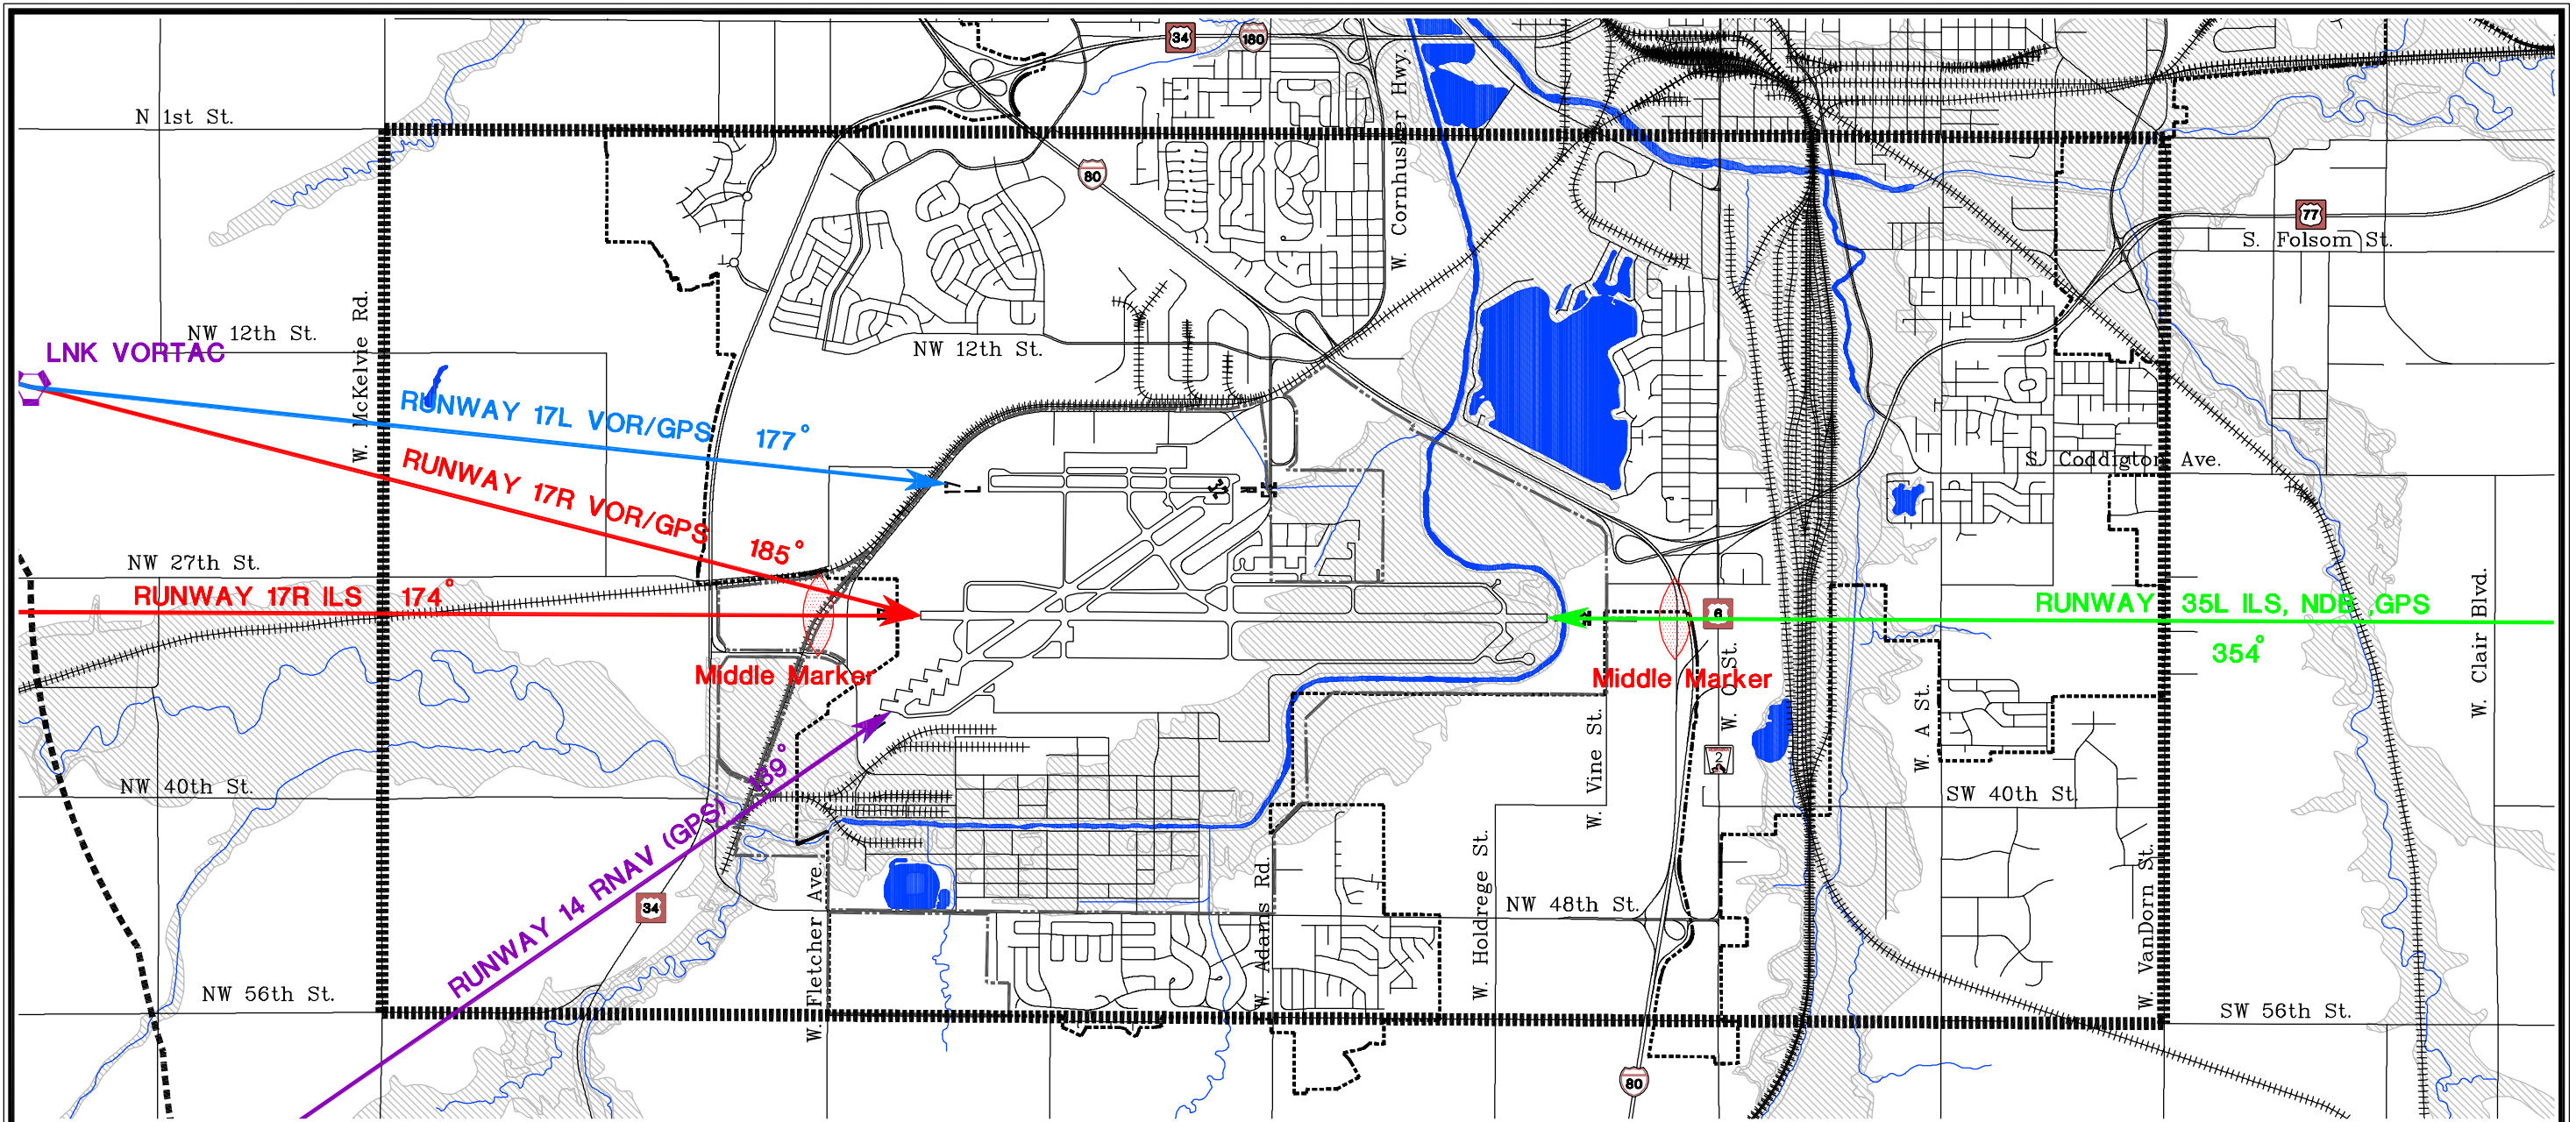 34
180
N 1st St.
80
W. Cornhusker Hwy.
77
S. Folsom St.
W. McKelvie Rd.
NW 12th St.
LNK VORTAC
NW 12th St.
RUNWAY 17L VOR/GPS 177°
RUNWAY 17R VOR/GPS 185°
S. Coddigton Ave.
NW 27th St.
RUNWAY 17R ILS 174°
6
RUNWAY 35L ILS, NDB ,GPS
354°
W. Clair Blvd.
Middle Marker
Middle Marker
W. O St.
W. A St.
W. Vine St.
2
RUNWAY 14 RNAV (GPS) 139°
NW 40th St.
SW 40th St.
34
W. Fletcher Ave.
W. Adams Rd.
W. Holdrege St.
NW 48th St.
W. VanDorn St.
NW 56th St.
SW 56th St.
80